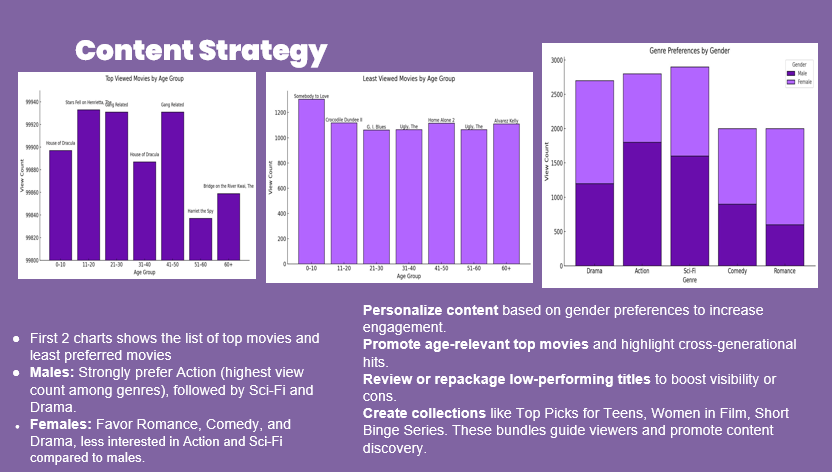 Content Strategy
Top Viewed Movies by Age Group
View Count
99940
99920
99900
99880
99860
99840
99820
99800
House of Dracula
Stars Fell on Henrietta, The
Gang Related
House of Dracula
Gang Related
Harriet the Spy
Bridge on the River Kwai, The
0-10
11-20
21-30
31-40
41-50
51-60
60+
Age Group
Least Viewed Movies by Age Group
View Count
1200
1000
800
600
400
200
0
Somebody to Love
Crocodile Dundee II
G. I. Blues
Ugly, The
Home Alone 2
Ugly, The
Alvarez Kelly
0-10
11-20
21-30
31-40
41-50
51-60
60+
Age Group
Genre Preferences by Gender
View Count
3000
2500
2000
1500
1000
500
0
Gender
Male
Female
Drama
Action
Sci-Fi
Comedy
Romance
Genre
● First 2 charts shows the list of top movies and
least preferred movies
● Males: Strongly prefer Action (highest view
count among genres), followed by Sci-Fi and
Drama.
● Females: Favor Romance, Comedy, and
Drama, less interested in Action and Sci-Fi
compared to males.
Personalize content based on gender preferences to increase
engagement.
Promote age-relevant top movies and highlight cross-generational
hits.
Review or repackage low-performing titles to boost visibility or
cons.
Create collections like Top Picks for Teens, Women in Film, Short
Binge Series. These bundles guide viewers and promote content
discovery.